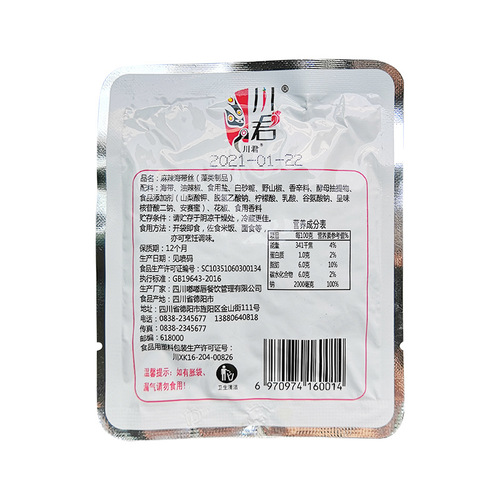 川君®
川君®
2021-01-22
品名：麻辣海带丝（藻类制品）
配料：海带、油辣椒、食用盐、白砂糖、野山椒、香辛料、酵母抽提物、
食品添加剂（山梨酸钾、脱氢乙酸钠、柠檬酸、乳酸、谷氨酸钠、呈味
核苷酸二钠、安赛蜜）、花椒、食用香料
贮存条件：请贮存于阴凉干燥处，冷藏更佳。
食用方法：开袋即食，佐食米饭、面食等，
亦可烹饪调味。
保质期：12个月
生产日期：见喷码
食品生产许可证编号：SC10351060300134
执行标准：GB19643-2016
生产厂家：四川嘟嘟唇餐饮管理有限公司
产地：四川省德阳市
地址：四川省德阳市旌阳区金山街111号
电话：0838-2345677 13880640818
传真：0838-2345677
邮编：618000
食品用塑料包装生产许可证号：
川XK16-204-00826
温馨提示：如有胀袋、
漏气请勿食用！
营养成分表
项目 每100克 营养素参考值%
能量 341千焦 4%
蛋白质 1.0克 2%
脂肪 6.0克 10%
碳水化合物 6.0克 2%
钠 2000毫克 100%
卫生清洁
6 970974 160014